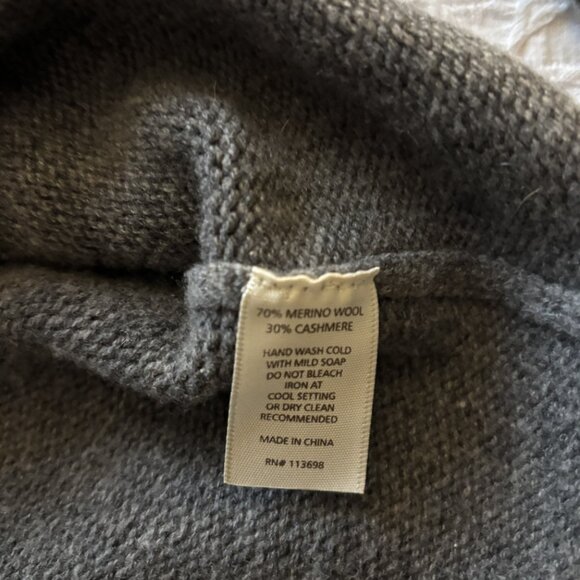 70% MERINO WOOL
30% CASHMERE
HAND WASH COLD
WITH MILD SOAP
DO NOT BLEACH
IRON AT
COOL SETTING
OR DRY CLEAN
RECOMMENDED
MADE IN CHINA
RN# 113698